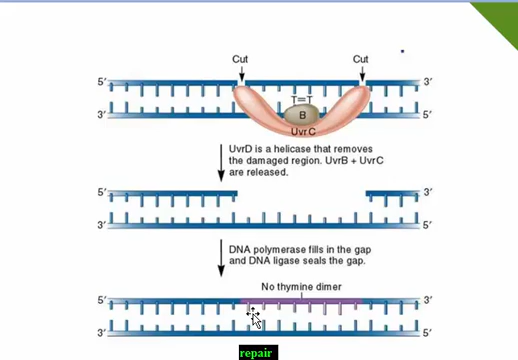 Cut Cut
5′ 3′
T=T
B
3′ 5′
UvrC
UvrD is a helicase that removes
the damaged region. UvrB + UvrC
are released.
5′ 3′
3′ 5′
DNA polymerase fills in the gap
and DNA ligase seals the gap.
No thymine dimer
5′ 3′
3′ 5′
repair